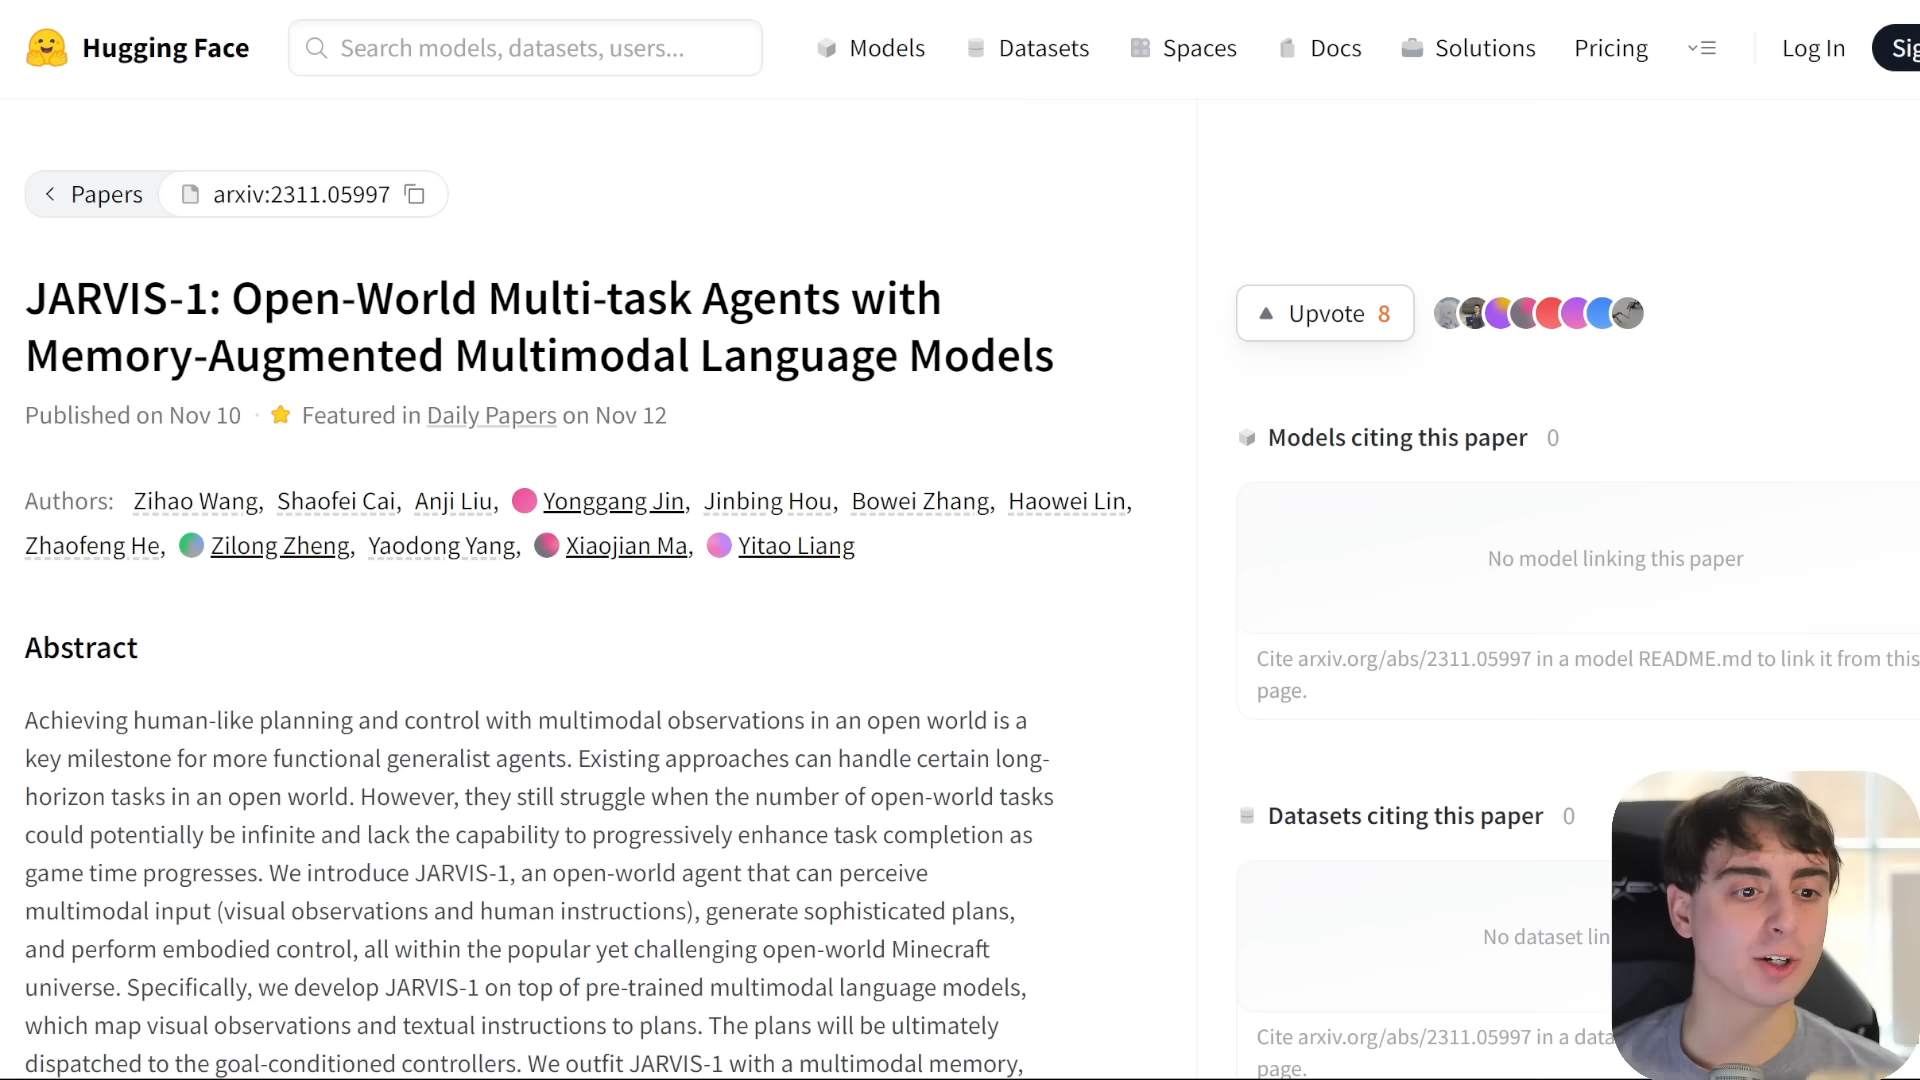 Hugging Face
Search models, datasets, users...
Models
Datasets
Spaces
Docs
Solutions
Pricing
Log In
Papers
arxiv:2311.05997
JARVIS-1: Open-World Multi-task Agents with
Memory-Augmented Multimodal Language Models
Published on Nov 10 · Featured in Daily Papers on Nov 12
Authors: Zihao Wang, Shaofei Cai, Anji Liu, Yonggang Jin, Jinbing Hou, Bowei Zhang, Haowei Lin,
Zhaofeng He, Zilong Zheng, Yaodong Yang, Xiaojian Ma, Yitao Liang
Abstract
Achieving human-like planning and control with multimodal observations in an open world is a
key milestone for more functional generalist agents. Existing approaches can handle certain long-
horizon tasks in an open world. However, they still struggle when the number of open-world tasks
could potentially be infinite and lack the capability to progressively enhance task completion as
game time progresses. We introduce JARVIS-1, an open-world agent that can perceive
multimodal input (visual observations and human instructions), generate sophisticated plans,
and perform embodied control, all within the popular yet challenging open-world Minecraft
universe. Specifically, we develop JARVIS-1 on top of pre-trained multimodal language models,
which map visual observations and textual instructions to plans. The plans will be ultimately
dispatched to the goal-conditioned controllers. We outfit JARVIS-1 with a multimodal memory,
Upvote 8
Models citing this paper 0
No model linking this paper
Cite arxiv.org/abs/2311.05997 in a model README.md to link it from this
page.
Datasets citing this paper 0
No dataset lin
Cite arxiv.org/abs/2311.05997 in a data
page.